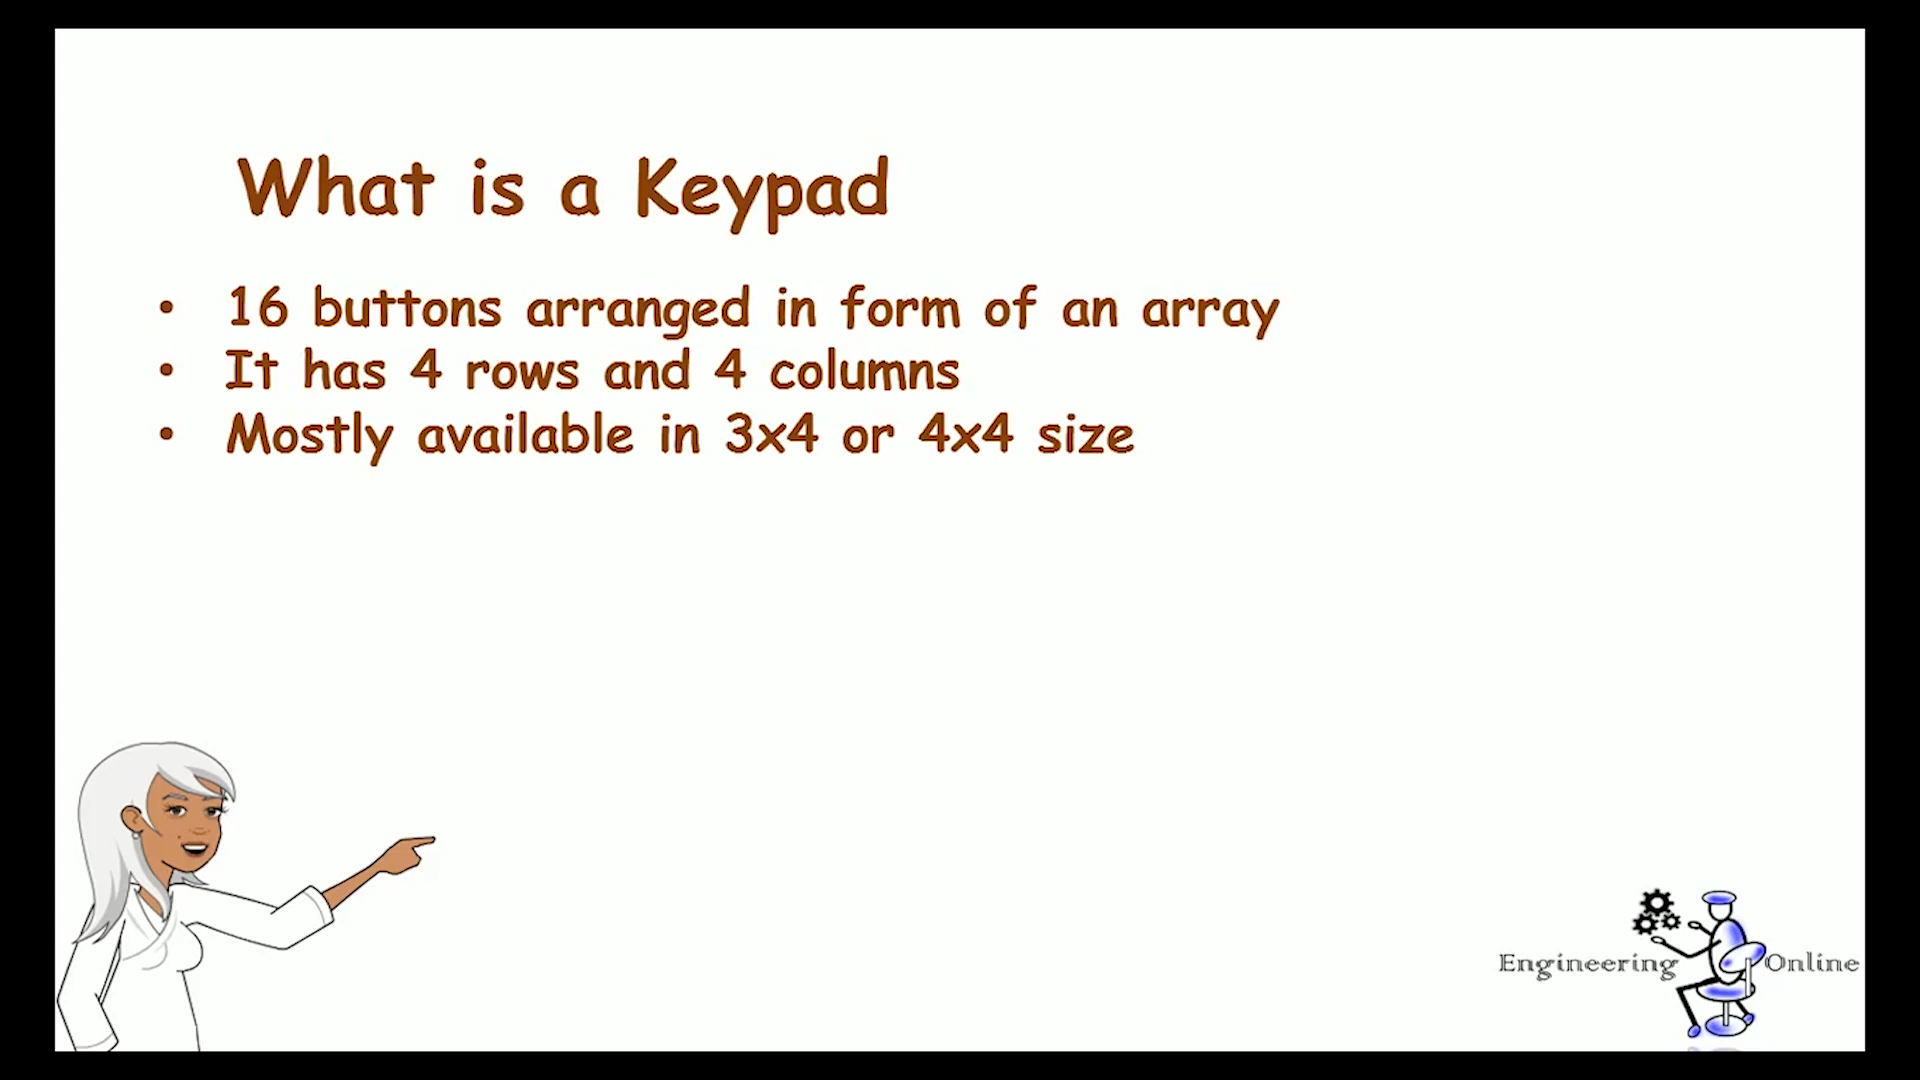 What is a Keypad
• 16 buttons arranged in form of an array
• It has 4 rows and 4 columns
• Mostly available in 3x4 or 4x4 size
Engineering Online